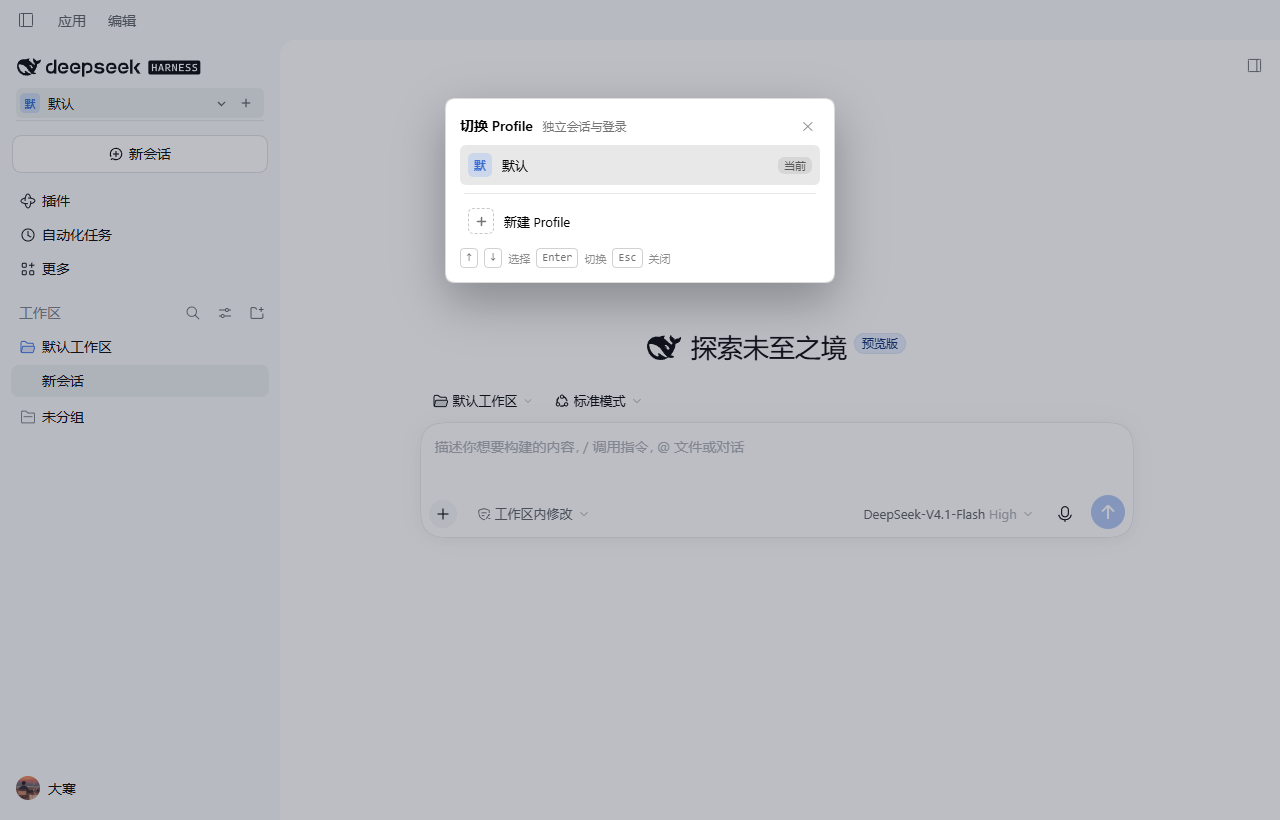 应用 编辑
deepseek HARNESS
默 默认
新会话
插件
自动化任务
更多
工作区
默认工作区
新会话
未分组
大寒
切换 Profile 独立会话与登录
默 默认 当前
新建 Profile
↑ ↓ 选择 Enter 切换 Esc 关闭
探索未至之境 预览版
默认工作区 标准模式
描述你想要构建的内容, / 调用指令, @ 文件或对话
工作区内修改 DeepSeek-V4.1-Flash High